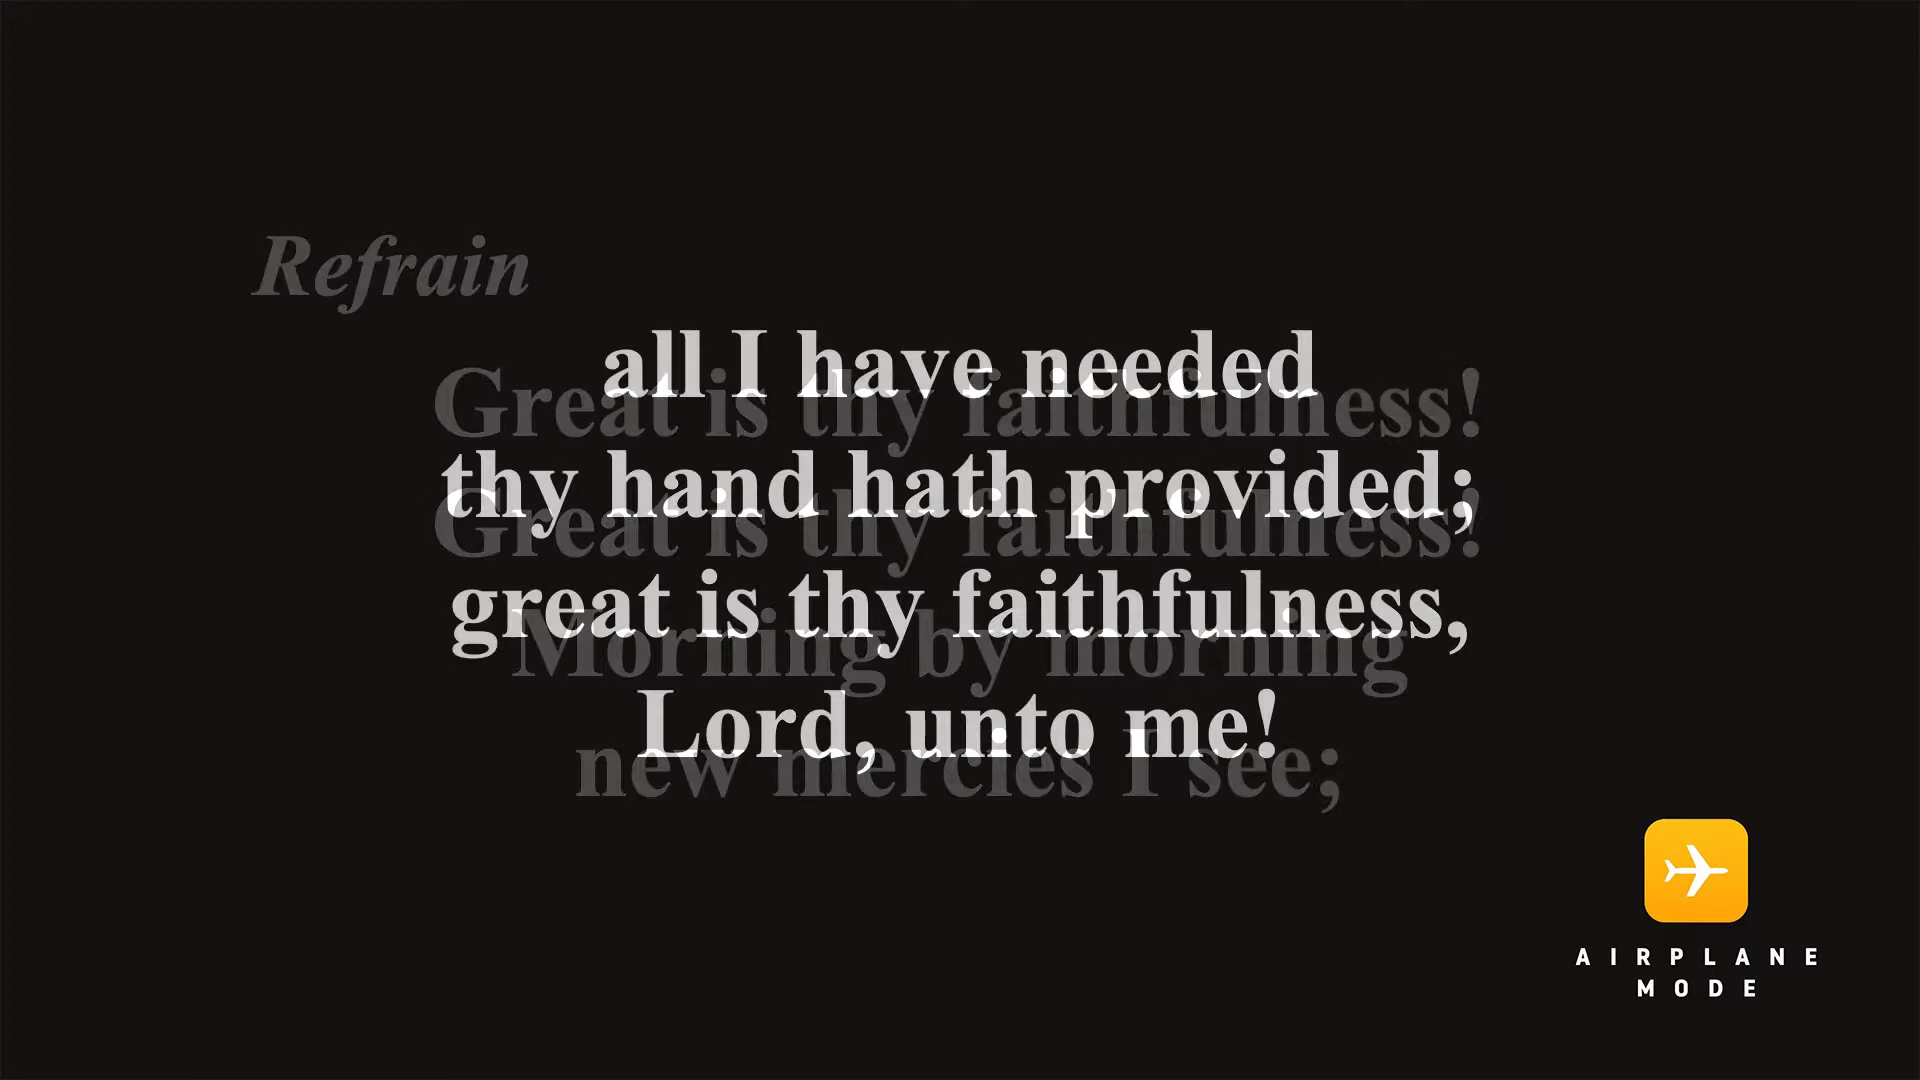 Refrain
all I have needed
Great is thy faithfulness!
thy hand hath provided;
Great is thy faithfulness!
great is thy faithfulness,
Morning by morning
Lord, unto me!
new mercies I see;
AIRPLANE
MODE